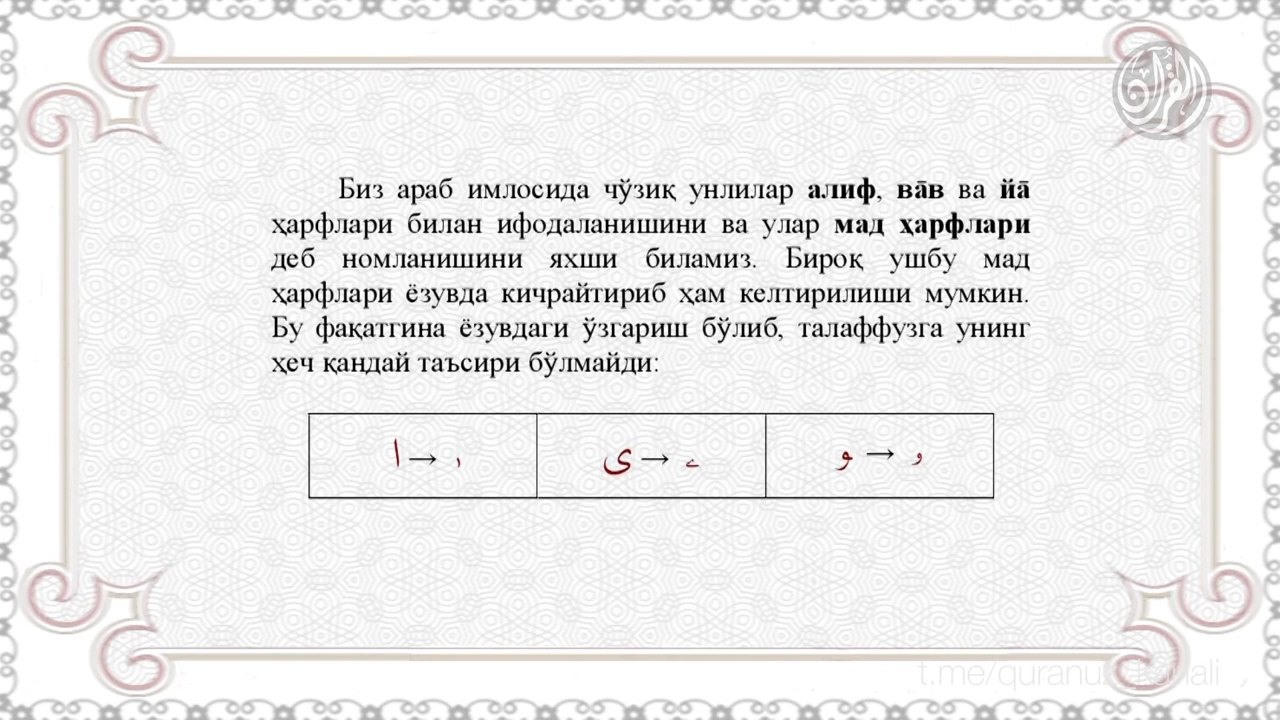 القرآن
Биз араб имлосида чўзиқ унлилар алиф, вāв ва йā
ҳарфлари билан ифодаланишини ва улар мад ҳарфлари
деб номланишини яхши биламиз. Бироқ ушбу мад
ҳарфлари ёзувда кичрайтириб ҳам келтирилиши мумкин.
Бу фақатгина ёзувдаги ўзгариш бўлиб, талаффузга унинг
ҳеч қандай таъсири бўлмайди:
ا → ا ى → ے و → و